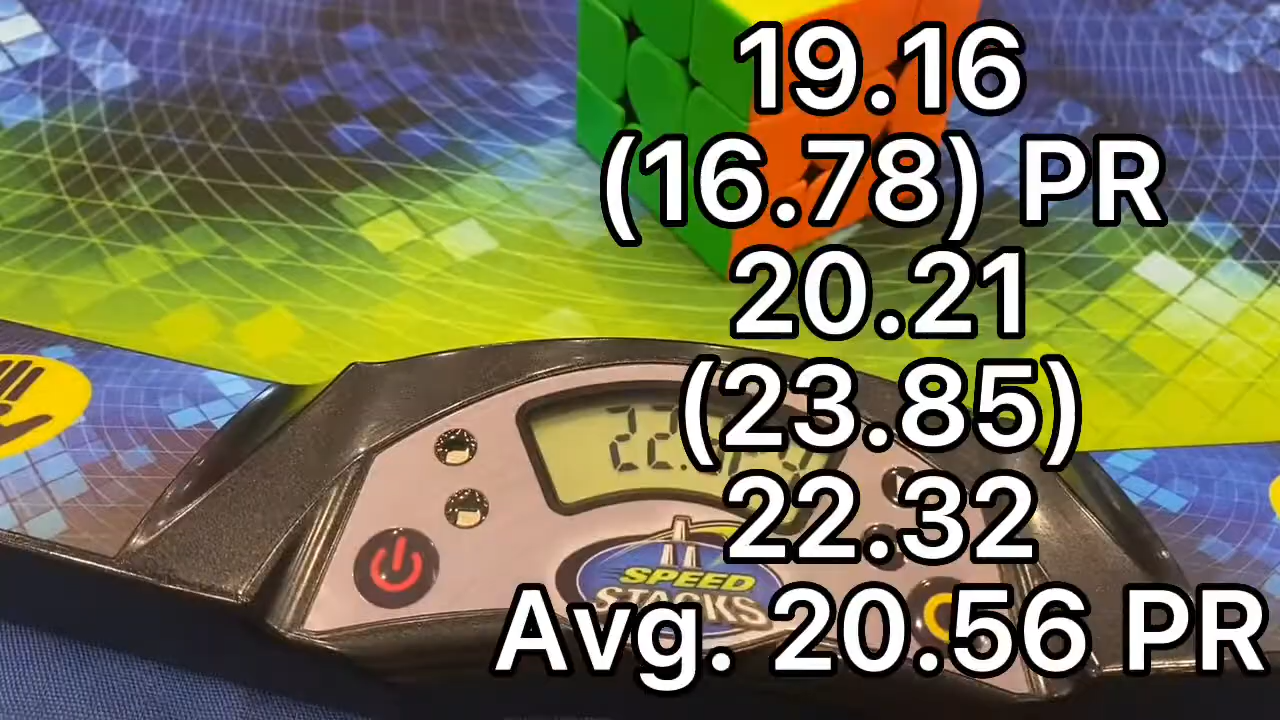 19.16
(16.78) PR
20.21
(23.85)
22.32
SPEED
STACKS
Avg. 20.56 PR